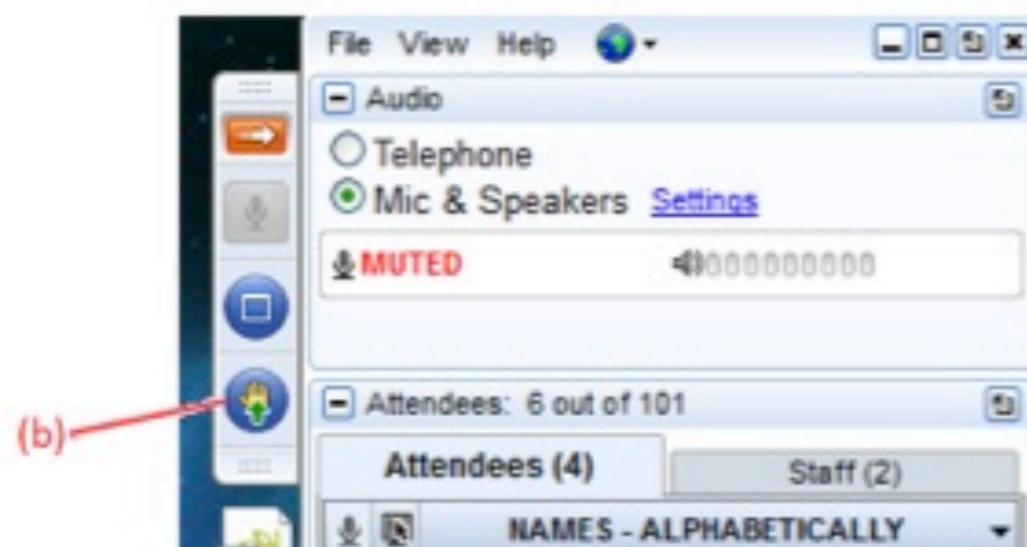 File View Help
Audio
Telephone
Mic & Speakers Settings
MUTED
(b)
Attendees: 6 out of 101
Attendees (4) Staff (2)
NAMES - ALPHABETICALLY